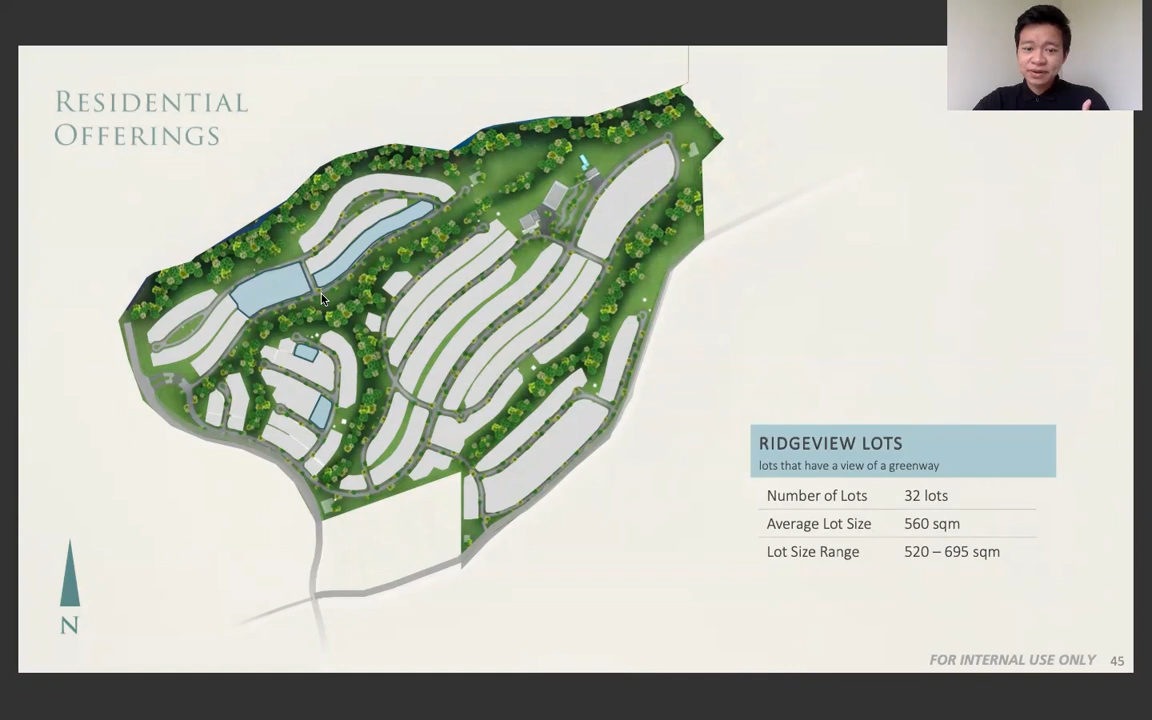 RESIDENTIAL
OFFERINGS
RIDGEVIEW LOTS
lots that have a view of a greenway
Number of Lots 32 lots
Average Lot Size 560 sqm
Lot Size Range 520 – 695 sqm
N
FOR INTERNAL USE ONLY 45